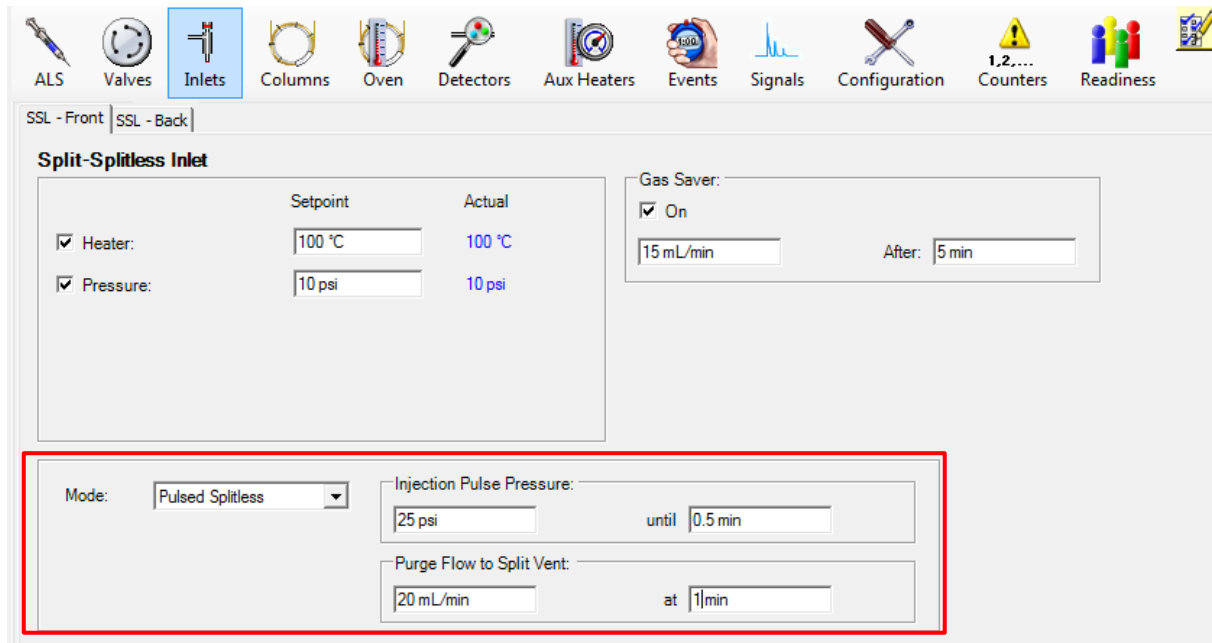 1:00
1,2,...
ALS Valves Inlets Columns Oven Detectors Aux Heaters Events Signals Configuration Counters Readiness
SSL - Front SSL - Back
Split-Splitless Inlet
Setpoint Actual
Heater: 100 °C 100 °C
Pressure: 10 psi 10 psi
Gas Saver:
On
15 mL/min After: 5 min
Mode: Pulsed Splitless
Injection Pulse Pressure:
25 psi until 0.5 min
Purge Flow to Split Vent:
20 mL/min at 1 min